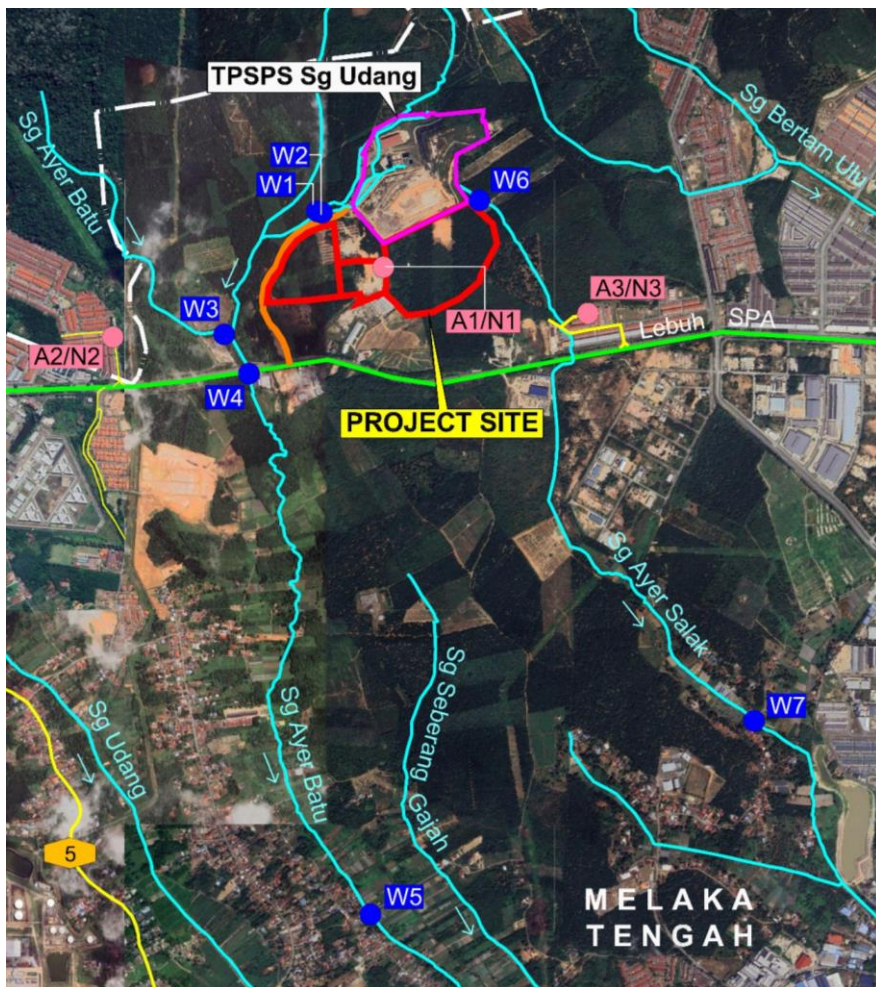 TPSPS Sg Udang
Sg Bertam Ulu
Sg Ayer Batu
W2
W1
W6
A3/N3
W3
A1/N1
Lebuh SPA
A2/N2
W4
PROJECT SITE
Sg Ayer Salak
Sg Seberang Gajah
Sg Udang
Sg Ayer Batu
W7
5
W5
MELAKA
TENGAH